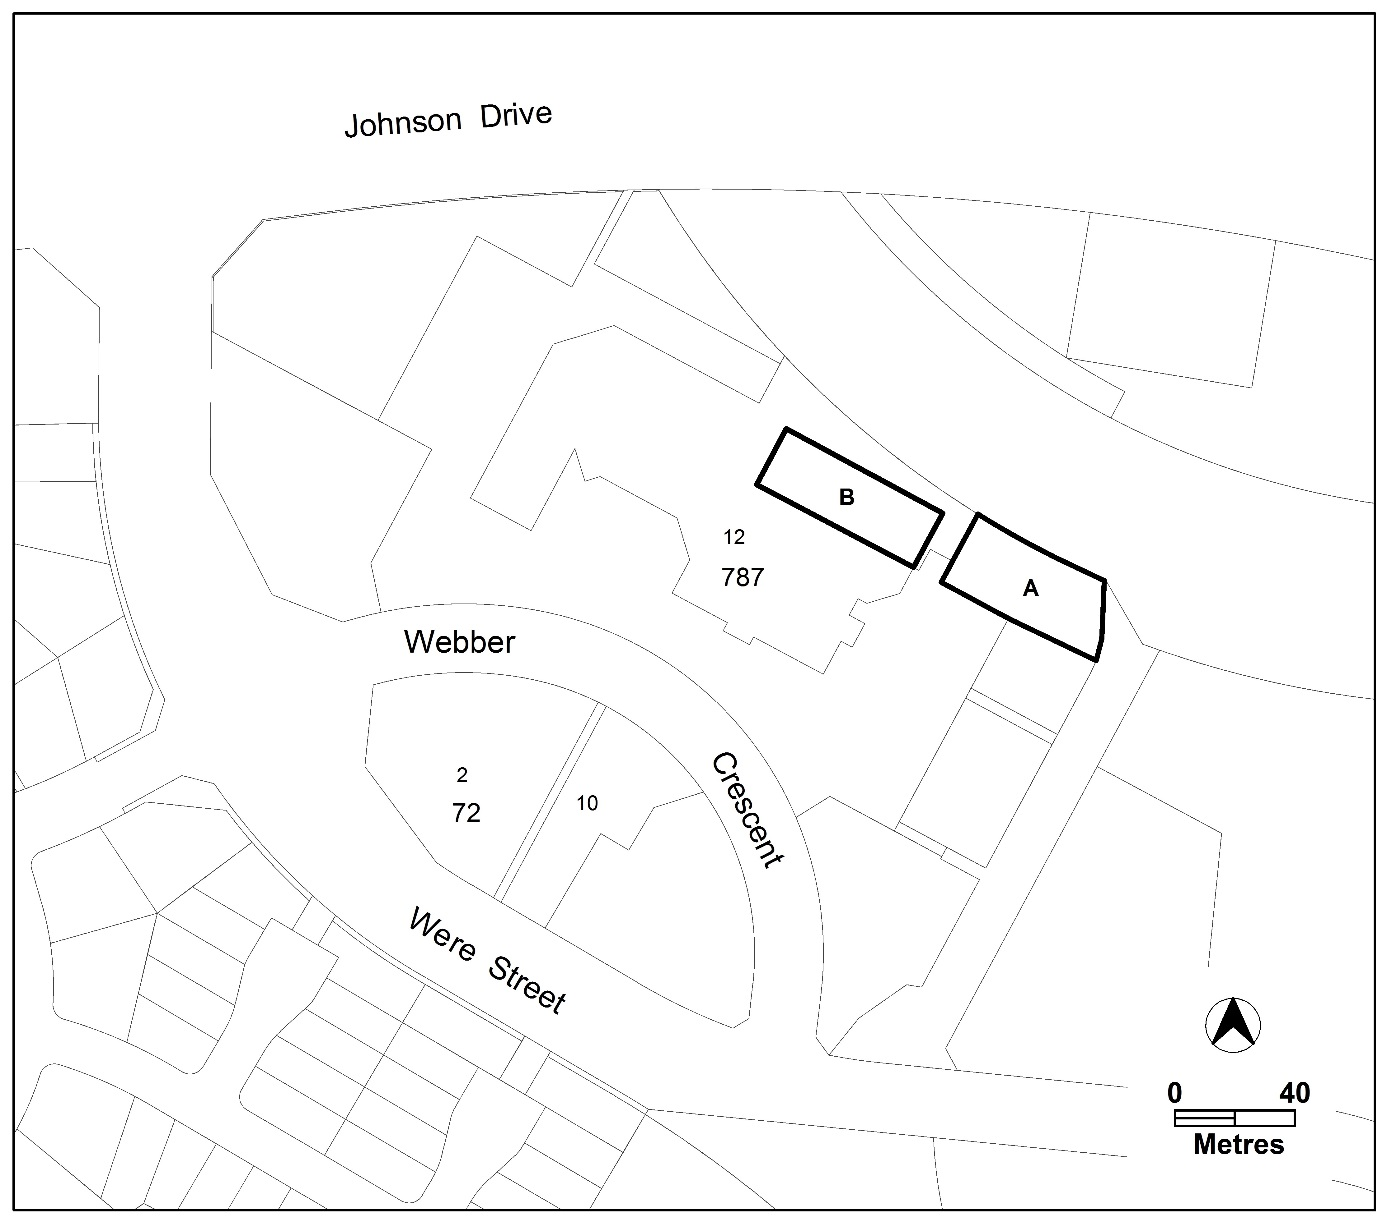 Johnson Drive
B
12
787
A
Webber
Crescent
2
72
10
Were Street
0 40
Metres